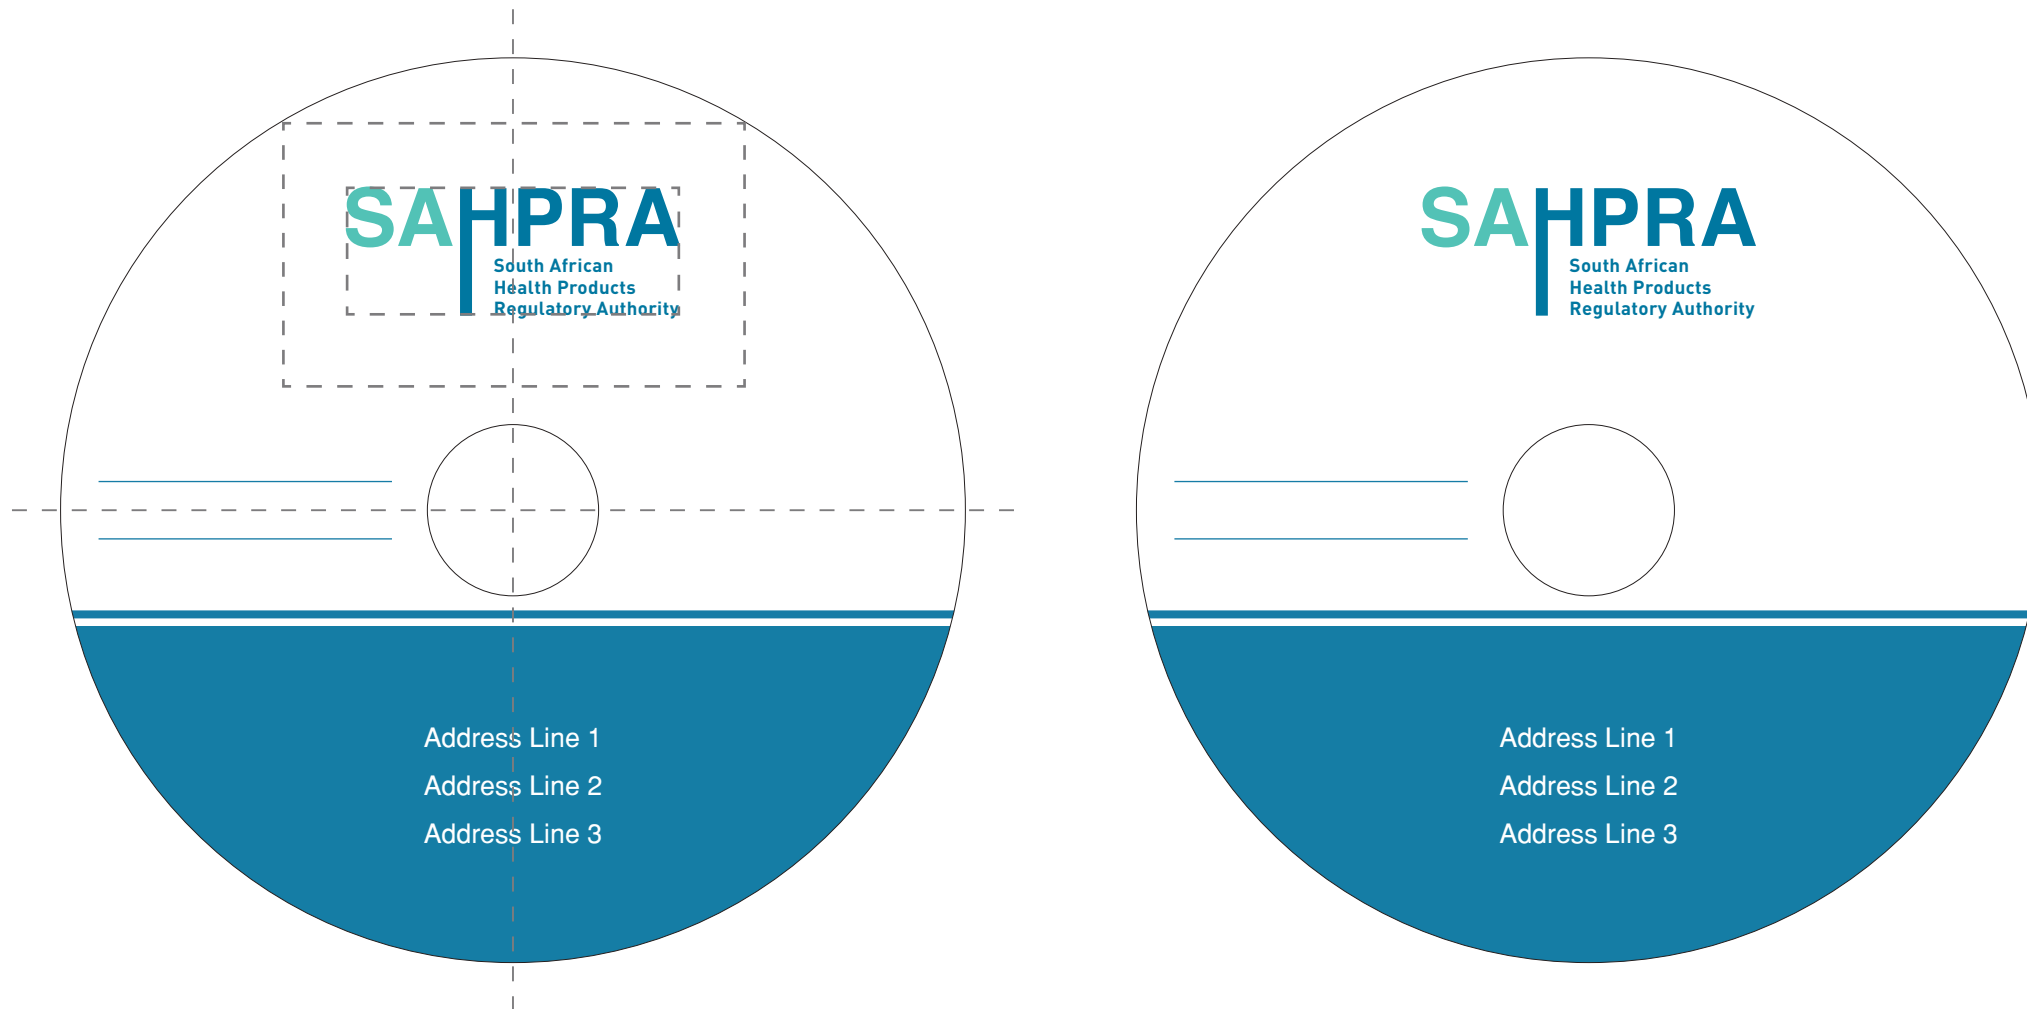 SAHPRA
South African
Health Products
Regulatory Authority
Address Line 1
Address Line 2
Address Line 3
SAHPRA
South African
Health Products
Regulatory Authority
Address Line 1
Address Line 2
Address Line 3